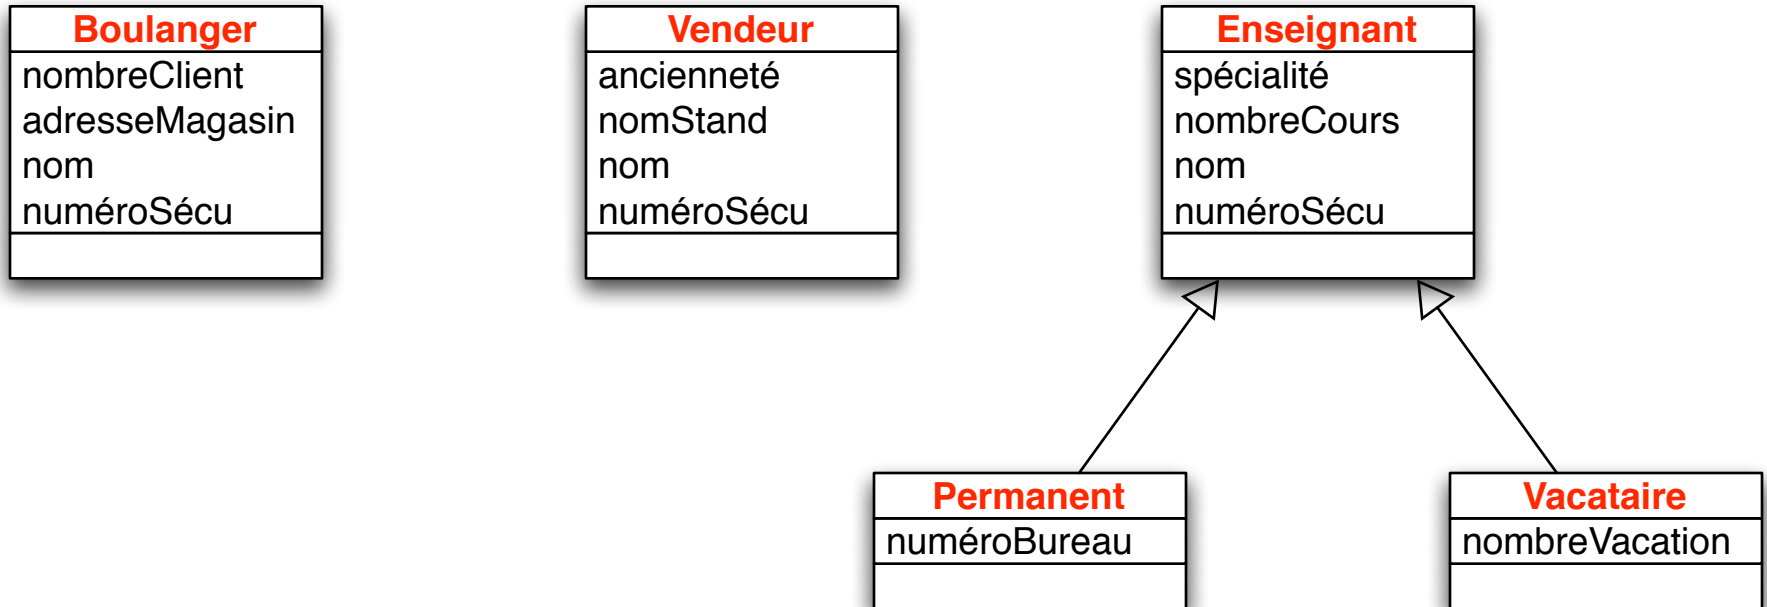 Boulanger
nombreClient
adresseMagasin
nom
numéroSécu
Vendeur
ancienneté
nomStand
nom
numéroSécu
Enseignant
spécialité
nombreCours
nom
numéroSécu
Permanent
numéroBureau
Vacataire
nombreVacation